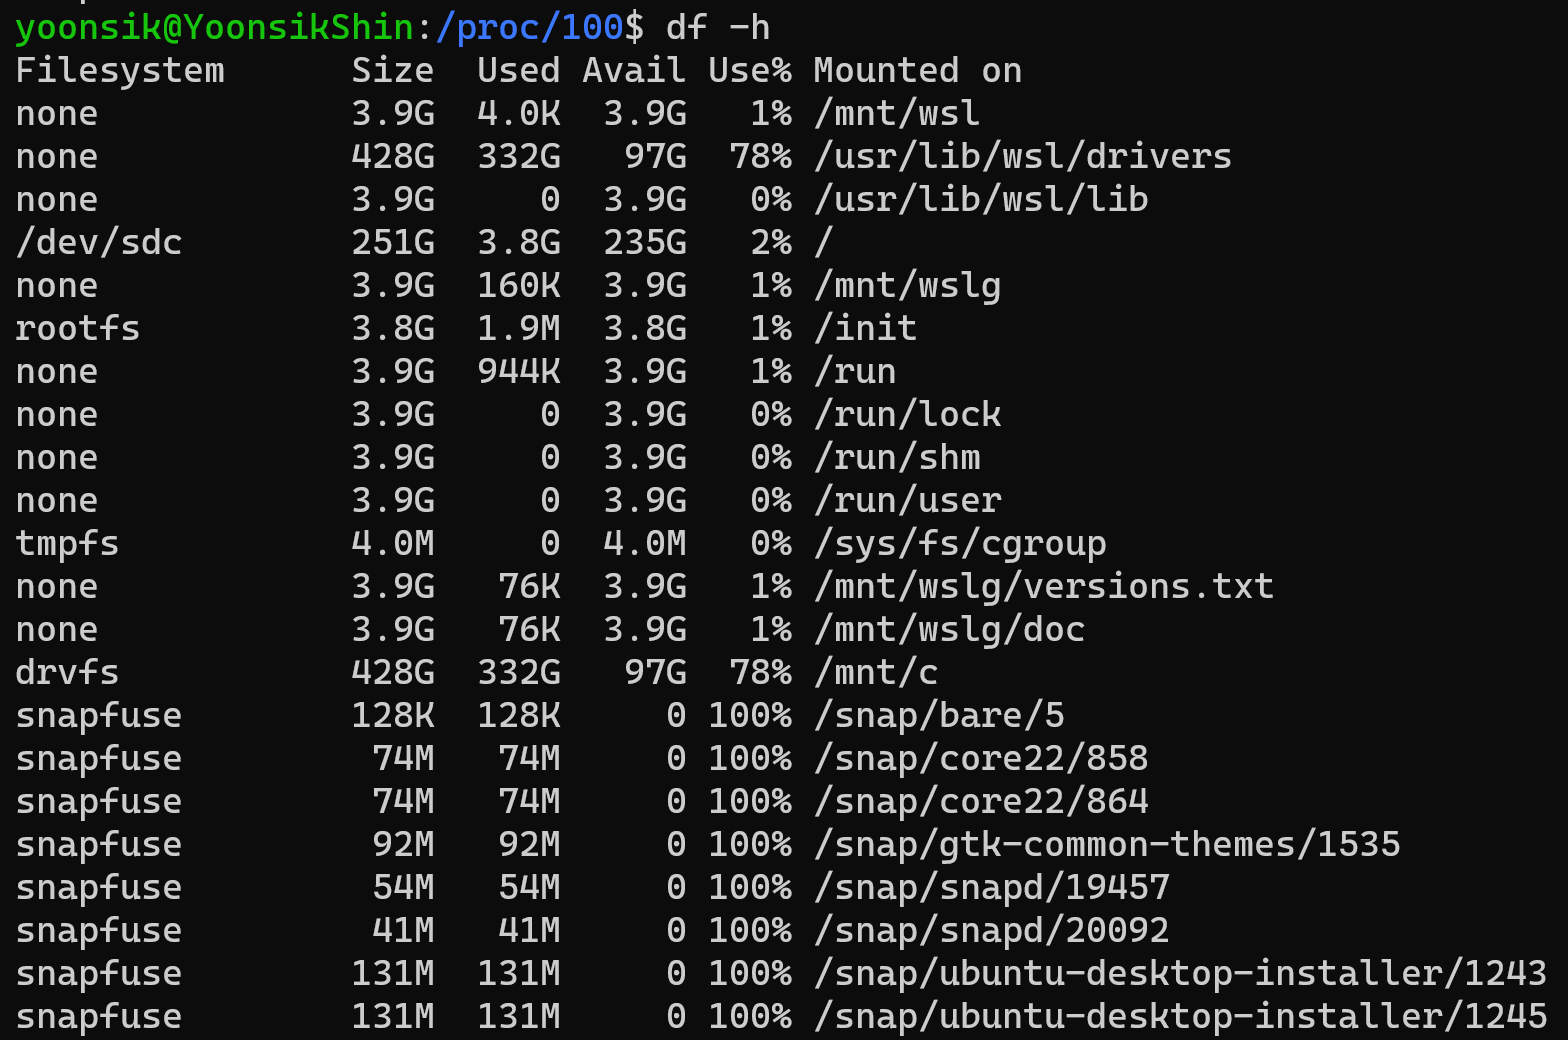 yoonsik@YoonsikShin:/proc/100$ df -h
Filesystem      Size  Used Avail Use% Mounted on
none            3.9G  4.0K  3.9G   1% /mnt/wsl
none            428G  332G   97G  78% /usr/lib/wsl/drivers
none            3.9G     0  3.9G   0% /usr/lib/wsl/lib
/dev/sdc        251G  3.8G  235G   2% /
none            3.9G  160K  3.9G   1% /mnt/wslg
rootfs          3.8G  1.9M  3.8G   1% /init
none            3.9G  944K  3.9G   1% /run
none            3.9G     0  3.9G   0% /run/lock
none            3.9G     0  3.9G   0% /run/shm
none            3.9G     0  3.9G   0% /run/user
tmpfs           4.0M     0  4.0M   0% /sys/fs/cgroup
none            3.9G   76K  3.9G   1% /mnt/wslg/versions.txt
none            3.9G   76K  3.9G   1% /mnt/wslg/doc
drvfs           428G  332G   97G  78% /mnt/c
snapfuse        128K  128K     0 100% /snap/bare/5
snapfuse         74M   74M     0 100% /snap/core22/858
snapfuse         74M   74M     0 100% /snap/core22/864
snapfuse         92M   92M     0 100% /snap/gtk-common-themes/1535
snapfuse         54M   54M     0 100% /snap/snapd/19457
snapfuse         41M   41M     0 100% /snap/snapd/20092
snapfuse        131M  131M     0 100% /snap/ubuntu-desktop-installer/1243
snapfuse        131M  131M     0 100% /snap/ubuntu-desktop-installer/1245